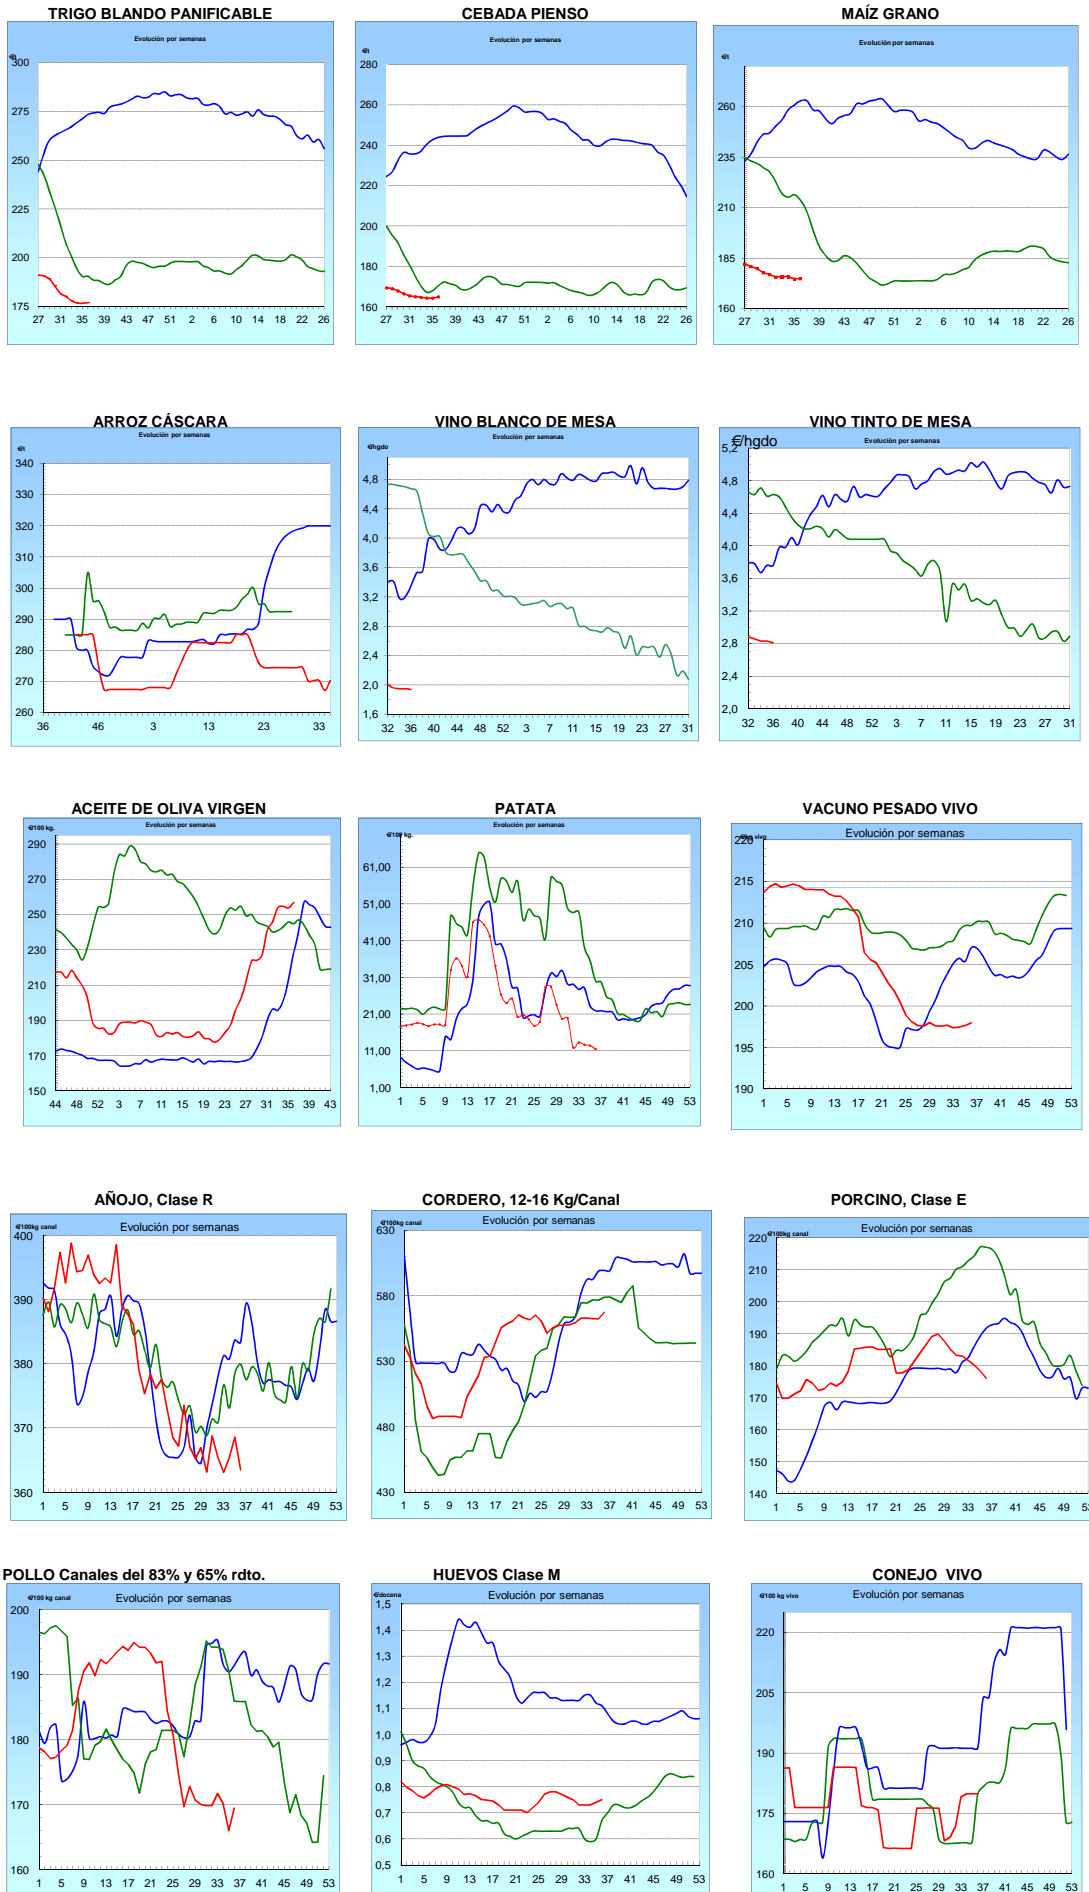 TRIGO BLANDO PANIFICABLE
Evolución por semanas
€/t
300
275
250
225
200
175
27 31 35 39 43 47 51 2 6 10 14 18 22 26
CEBADA PIENSO
Evolución por semanas
€/t
280
260
240
220
200
180
160
27 31 35 39 43 47 51 2 6 10 14 18 22 26
MAÍZ GRANO
Evolución por semanas
€/t
260
235
210
185
160
27 31 35 39 43 47 51 2 6 10 14 18 22 26
ARROZ CÁSCARA
Evolución por semanas
€/t
340
330
320
310
300
290
280
270
260
36 46 3 13 23 33
VINO BLANCO DE MESA
Evolución por semanas
€/hgdo
4,8
4,4
4,0
3,6
3,2
2,8
2,4
2,0
1,6
32 36 40 44 48 52 3 7 11 15 19 23 27 31
VINO TINTO DE MESA
Evolución por semanas
€/hgdo
5,2
4,8
4,4
4,0
3,6
3,2
2,8
2,4
2,0
32 36 40 44 48 52 3 7 11 15 19 23 27 31
ACEITE DE OLIVA VIRGEN
Evolución por semanas
€/100 kg.
290
270
250
230
210
190
170
150
44 48 52 3 7 11 15 19 23 27 31 35 39 43
PATATA
Evolución por semanas
€/100 kg.
61,00
51,00
41,00
31,00
21,00
11,00
1,00
1 5 9 13 17 21 25 29 33 37 41 45 49 53
VACUNO PESADO VIVO
Evolución por semanas
220
215
210
205
200
195
190
1 5 9 13 17 21 25 29 33 37 41 45 49 53
AÑOJO, Clase R
Evolución por semanas
€/100kg canal
400
390
380
370
360
1 5 9 13 17 21 25 29 33 37 41 45 49 53
CORDERO, 12-16 Kg/Canal
Evolución por semanas
€/100kg canal
630
580
530
480
430
1 5 9 13 17 21 25 29 33 37 41 45 49 53
PORCINO, Clase E
Evolución por semanas
€/100kg canal
220
210
200
190
180
170
160
150
140
1 5 9 13 17 21 25 29 33 37 41 45 49
POLLO Canales del 83% y 65% rdto.
Evolución por semanas
€/100 kg canal
200
190
180
170
160
1 5 9 13 17 21 25 29 33 37 41 45 49 53
HUEVOS Clase M
Evolución por semanas
€/docena
1,5
1,4
1,3
1,2
1,1
1,0
0,9
0,8
0,7
0,6
0,5
1 5 9 13 17 21 25 29 33 37 41 45 49 53
CONEJO VIVO
Evolución por semanas
€/100 kg vivo
220
205
190
175
160
1 5 9 13 17 21 25 29 33 37 41 45 49 53